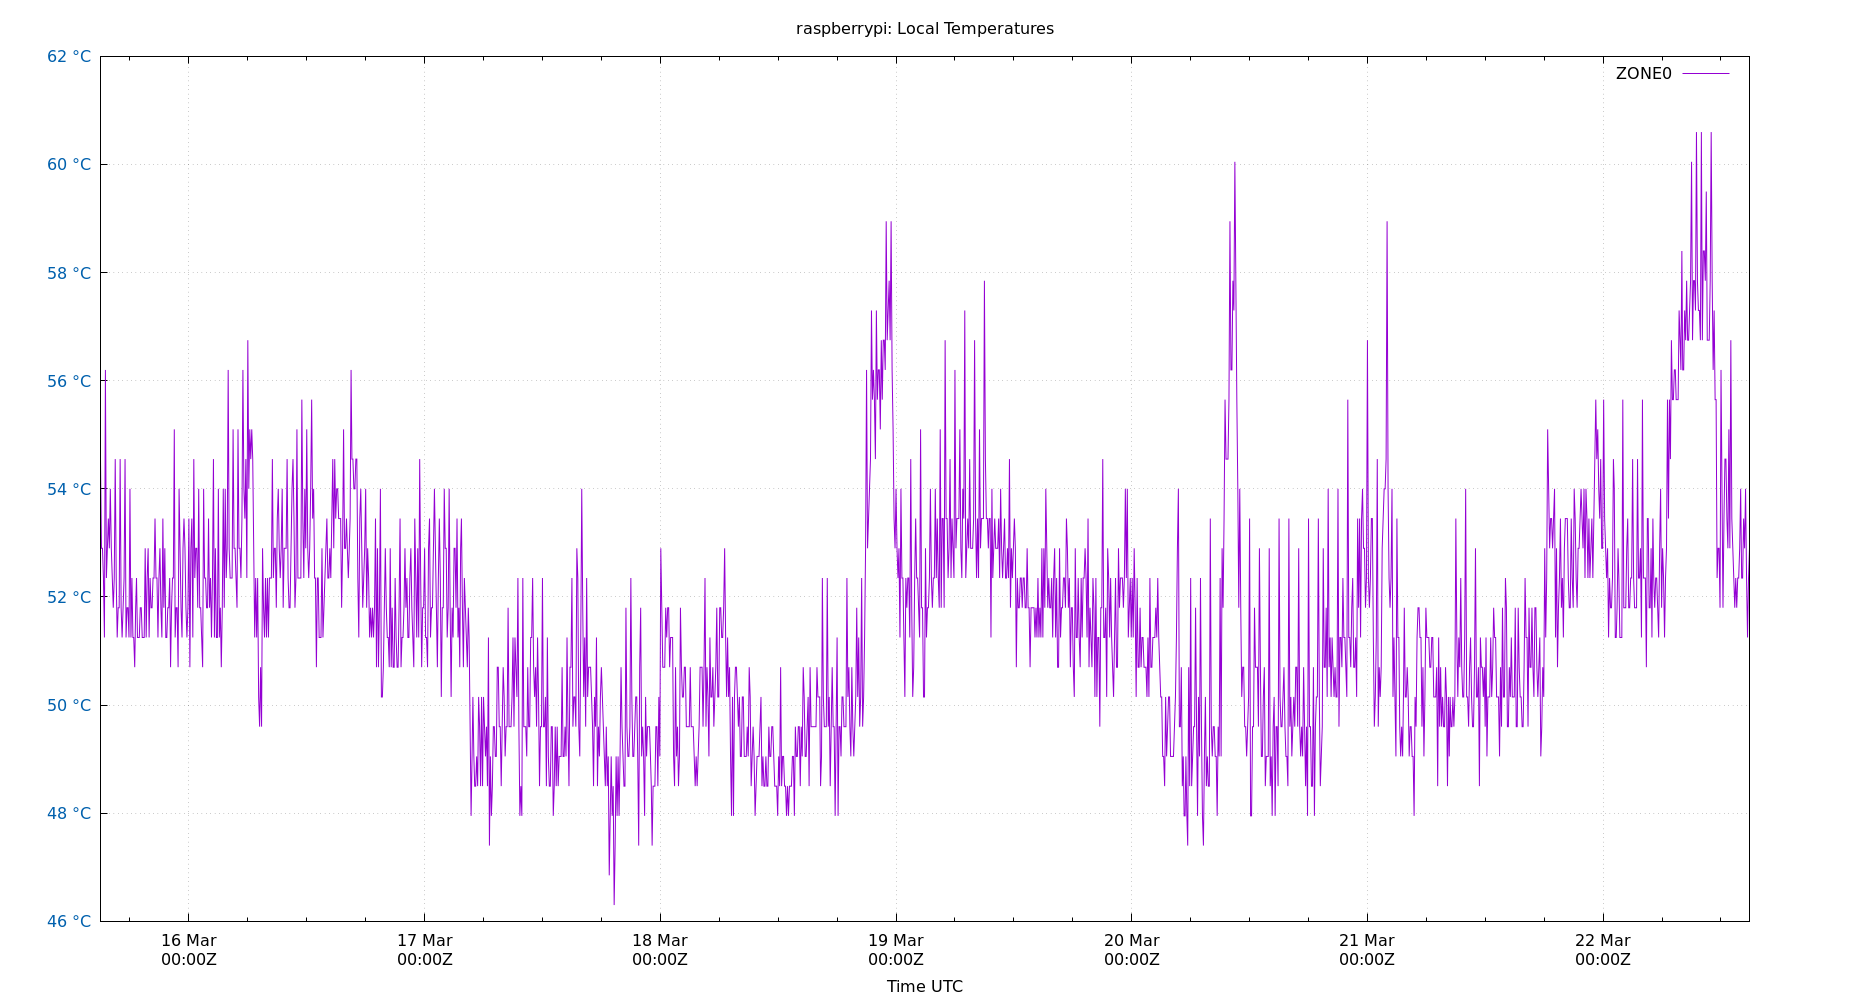 raspberrypi: Local Temperatures
62 °C
ZONE0
60 °C
58 °C
56 °C
54 °C
52 °C
50 °C
48 °C
46 °C
16 Mar
00:00Z
17 Mar
00:00Z
18 Mar
00:00Z
19 Mar
00:00Z
20 Mar
00:00Z
21 Mar
00:00Z
22 Mar
00:00Z
Time UTC